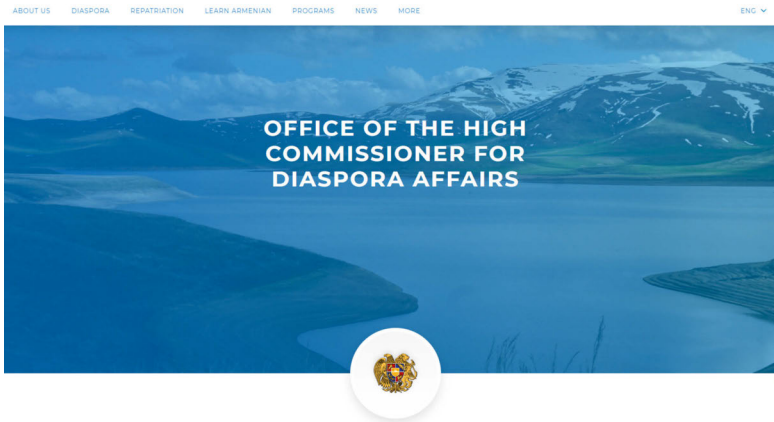 ABOUT US DIASPORA REPATRIATION LEARN ARMENIAN PROGRAMS NEWS MORE ENG
OFFICE OF THE HIGH
COMMISSIONER FOR
DIASPORA AFFAIRS